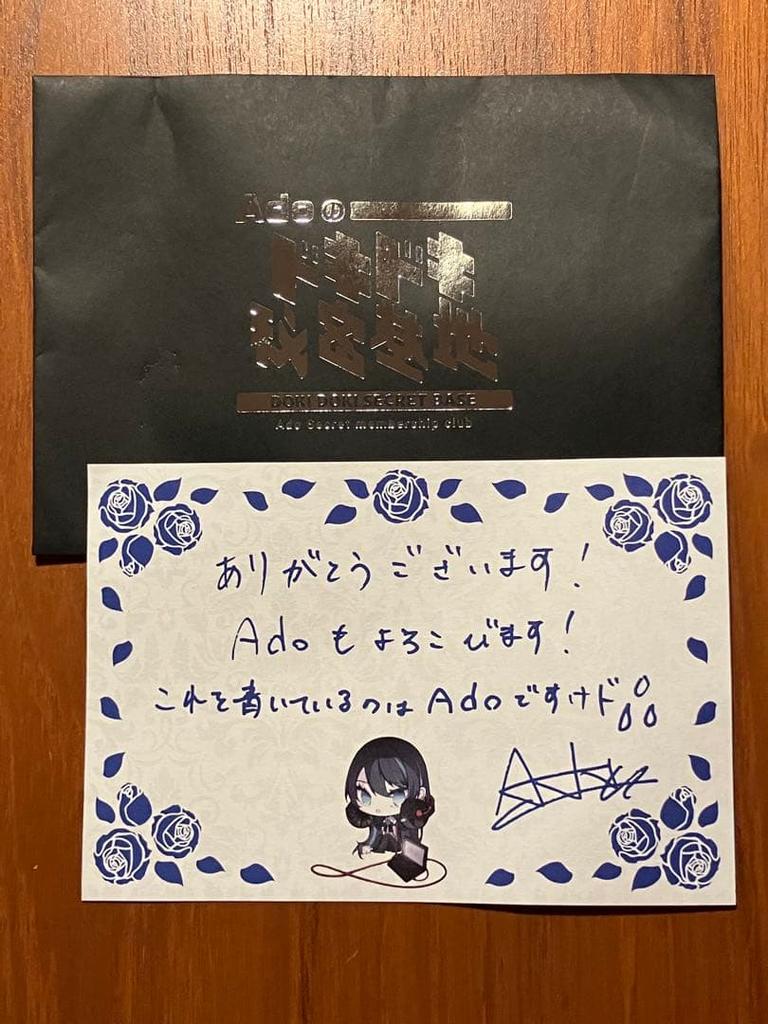 Adoの
ドキドキ
秘密基地
DOKI DOKI SECRET BASE
Ado Secret membership club
ありがとうございます!
Adoもよろこびます!
これを書いているのはAdoですけド
Ado